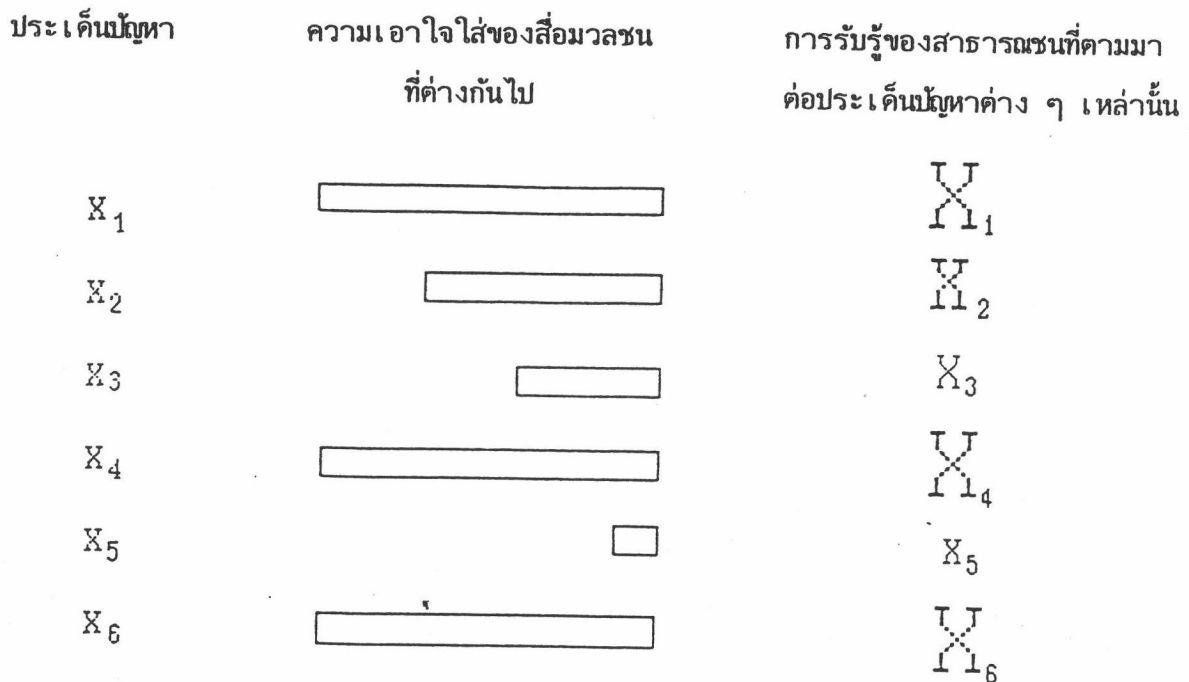 ประเด็นปัญหา ความเอาใจใส่ของสื่อมวลชน การรับรู้ของสาธารณชนที่ตามมา
ที่ต่างกันไป ต่อประเด็นปัญหาต่าง ๆ เหล่านั้น
X1 X1
X2 X2
X3 X3
X4 X4
X5 X5
X6 X6